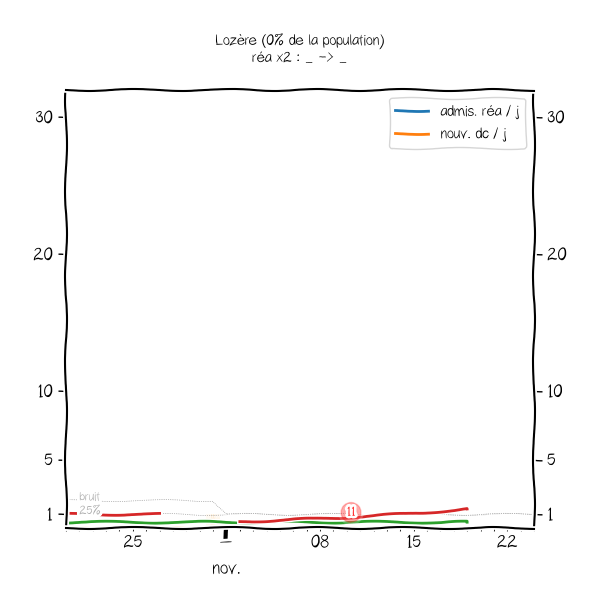 Lozère (0% de la population)
réa x2 : _ -> _
admis. réa / j
nouv. dc / j
30
30
20
20
10
10
5
5
bruit
25%
11
1
1
25
08
15
22
nov.